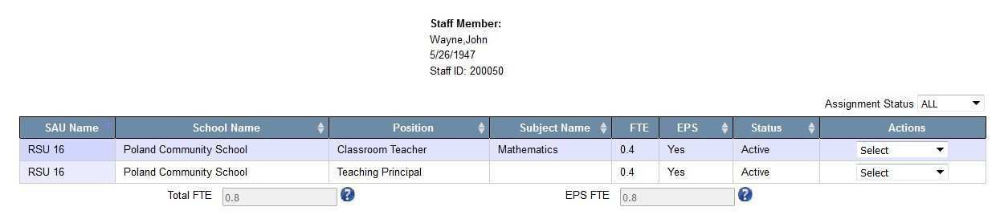 Staff Member:
Wayne,John
5/26/1947
Staff ID: 200050
Assignment Status ALL
SAU Name School Name Position Subject Name FTE EPS Status Actions
RSU 16 Poland Community School Classroom Teacher Mathematics 0.4 Yes Active Select
RSU 16 Poland Community School Teaching Principal 0.4 Yes Active Select
Total FTE 0.8 ? EPS FTE 0.8 ?